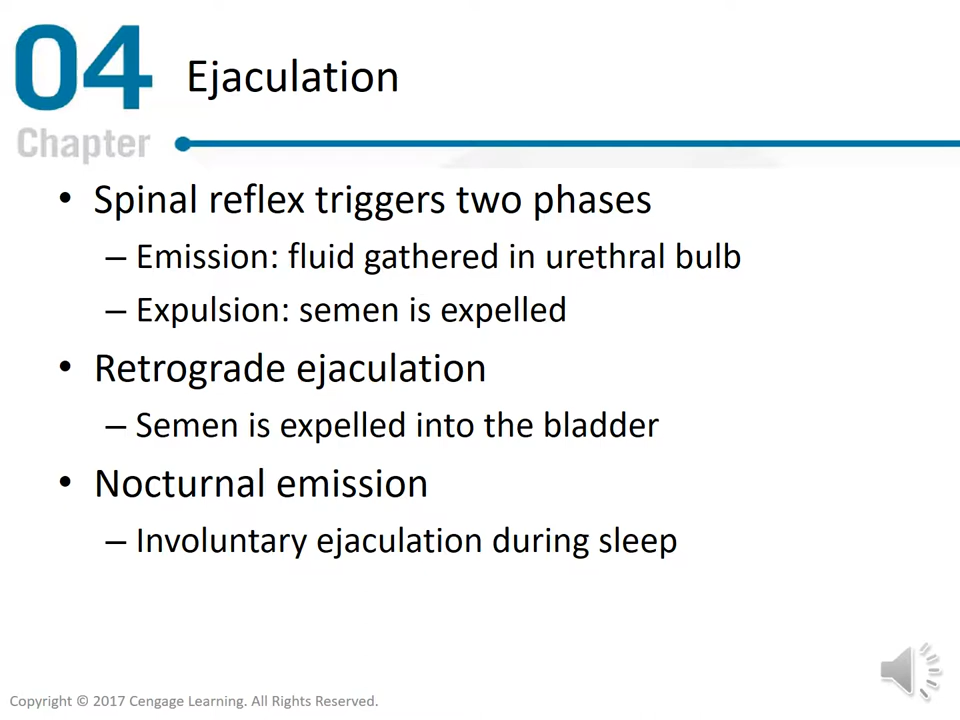 04
Chapter
Ejaculation
• Spinal reflex triggers two phases
– Emission: fluid gathered in urethral bulb
– Expulsion: semen is expelled
• Retrograde ejaculation
– Semen is expelled into the bladder
• Nocturnal emission
– Involuntary ejaculation during sleep
Copyright © 2017 Cengage Learning. All Rights Reserved.